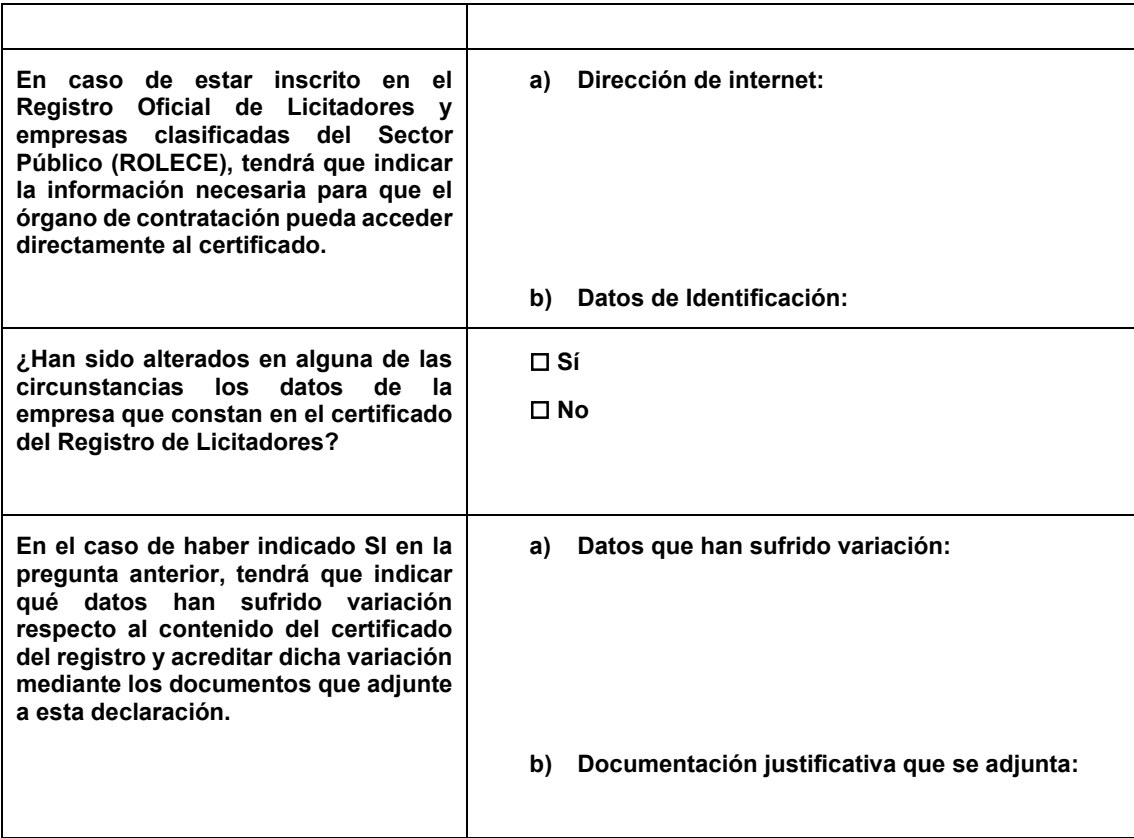 En caso de estar inscrito en el
Registro Oficial de Licitadores y
empresas clasificadas del Sector
Público (ROLECE), tendrá que indicar
la información necesaria para que el
órgano de contratación pueda acceder
directamente al certificado.
a) Dirección de internet:
b) Datos de Identificación:
¿Han sido alterados en alguna de las
circunstancias los datos de la
empresa que constan en el certificado
del Registro de Licitadores?
☐ Sí
☐ No
En el caso de haber indicado SI en la
pregunta anterior, tendrá que indicar
qué datos han sufrido variación
respecto al contenido del certificado
del registro y acreditar dicha variación
mediante los documentos que adjunte
a esta declaración.
a) Datos que han sufrido variación:
b) Documentación justificativa que se adjunta: